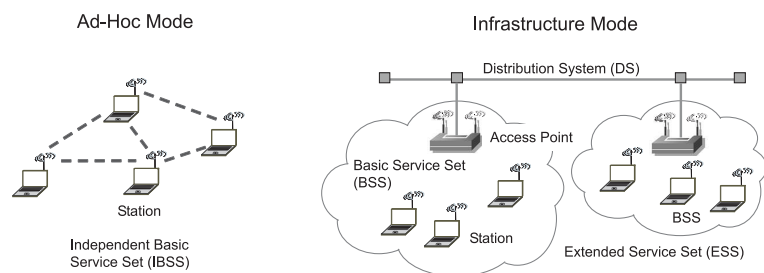 Ad-Hoc Mode
Station
Independent Basic
Service Set (IBSS)
Infrastructure Mode
Distribution System (DS)
Access Point
Basic Service Set
(BSS)
Station
BSS
Extended Service Set (ESS)